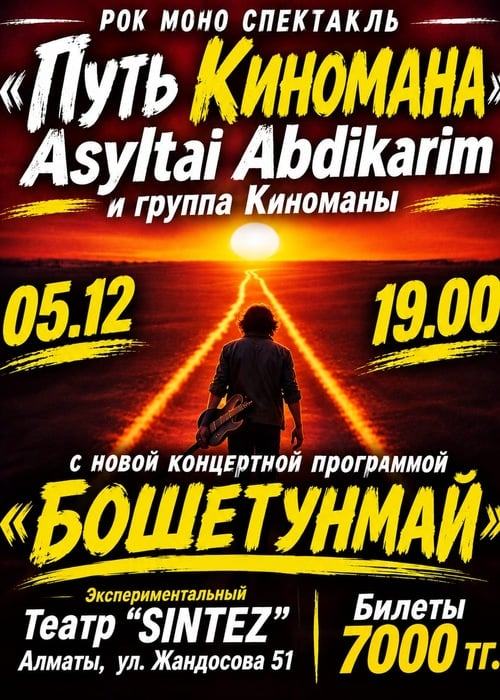 РОК МОНО СПЕКТАКЛЬ
«Путь Киномана»
Asyltai Abdikarim
и группа Киноманы
05.12
19.00
с новой концертной программой
«БОШЕТУНМАЙ»
Экспериментальный
Театр “SINTEZ”
Алматы, ул. Жандосова 51
Билеты
7000 тг.